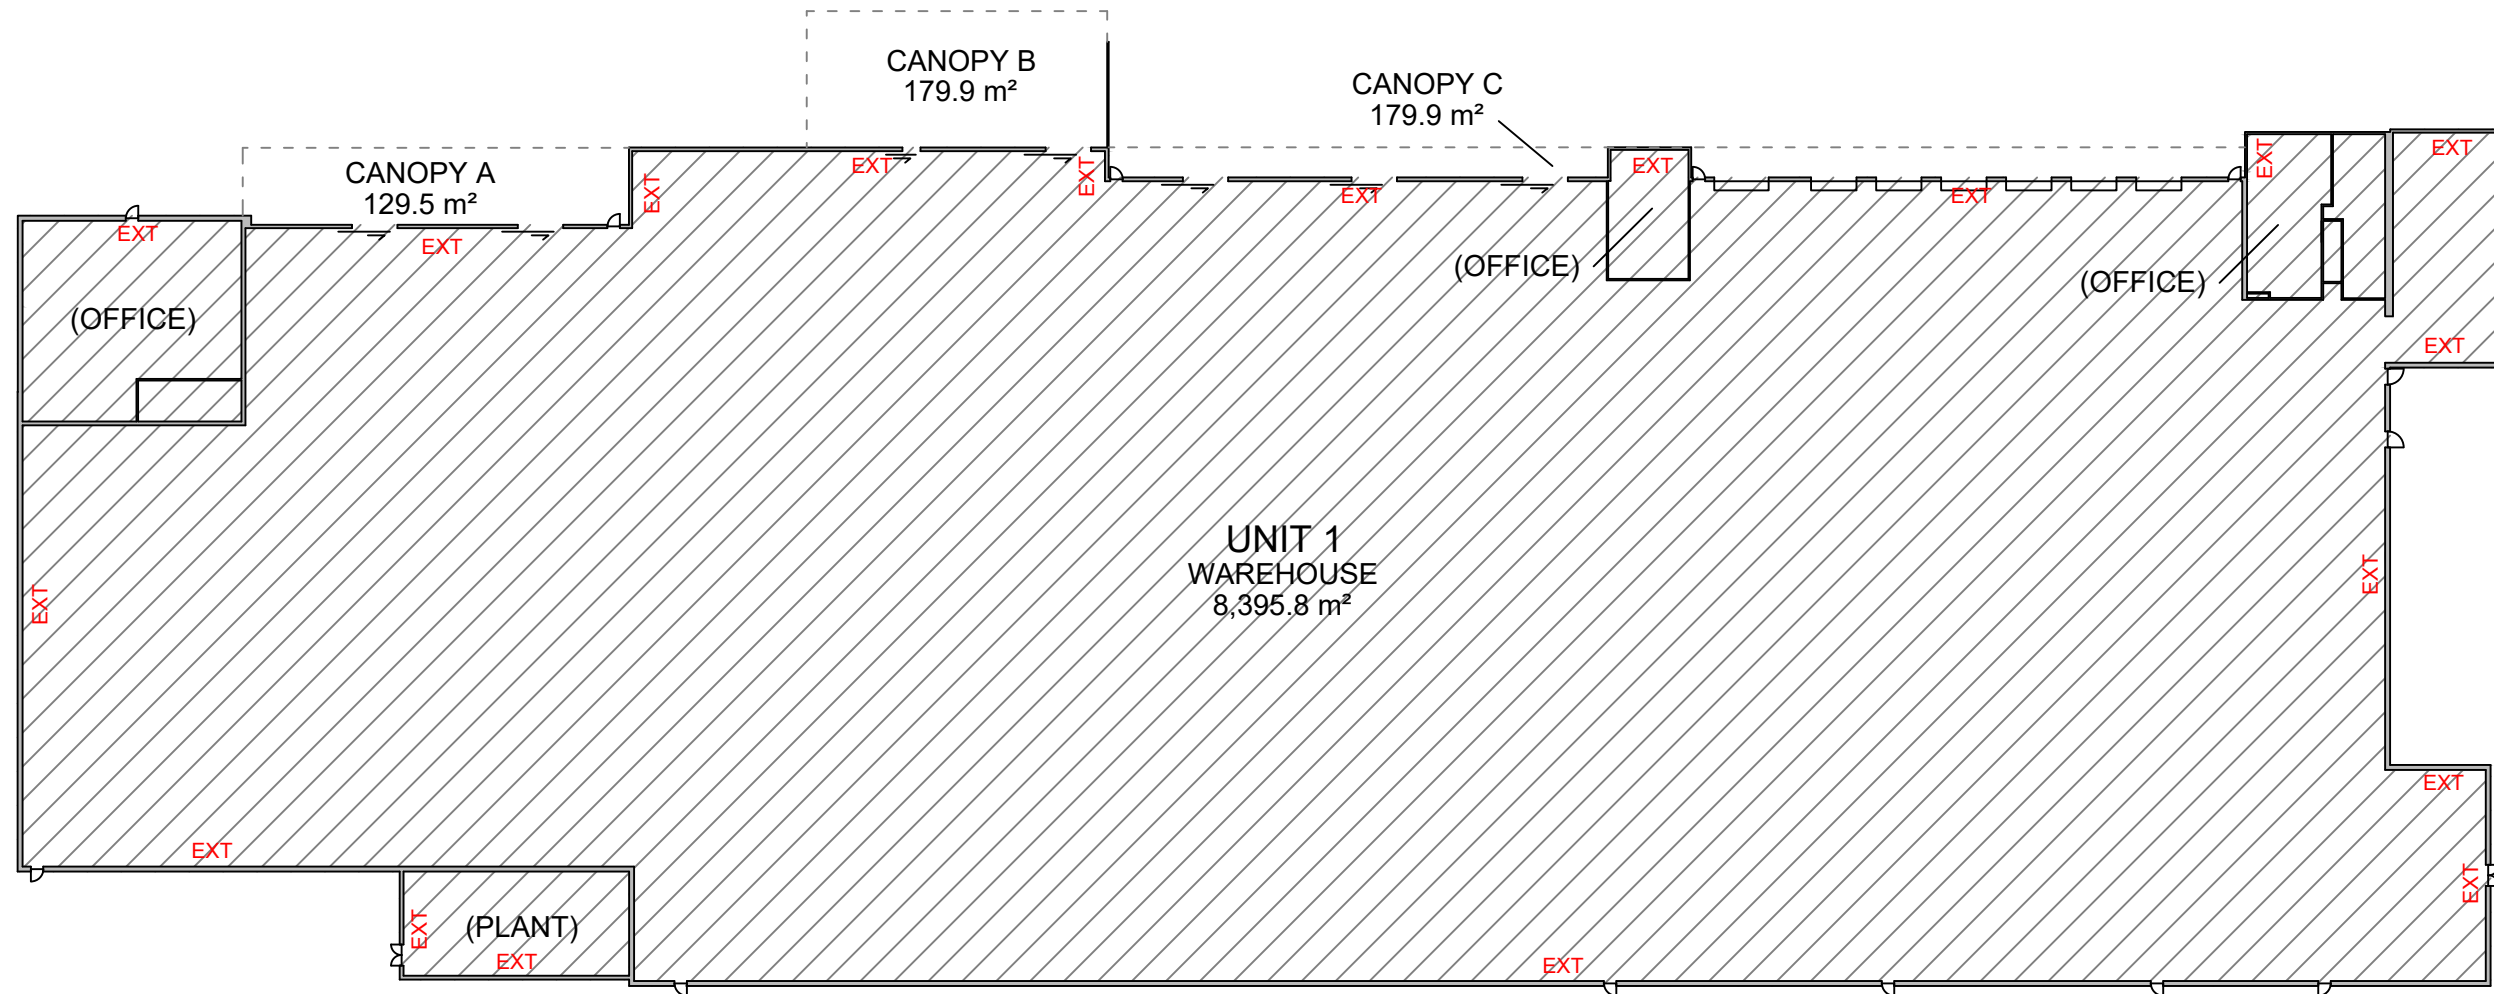 CANOPY B
179.9 m²
CANOPY C
179.9 m²
CANOPY A
129.5 m²
EXT
EXT
EXT
EXT
EXT
EXT
EXT
EXT
EXT
EXT
EXT
(OFFICE)
(OFFICE)
(OFFICE)
EXT
UNIT 1
WAREHOUSE
8,395.8 m²
EXT
EXT
EXT
EXT
EXT
(PLANT)
EXT
EXT
EXT